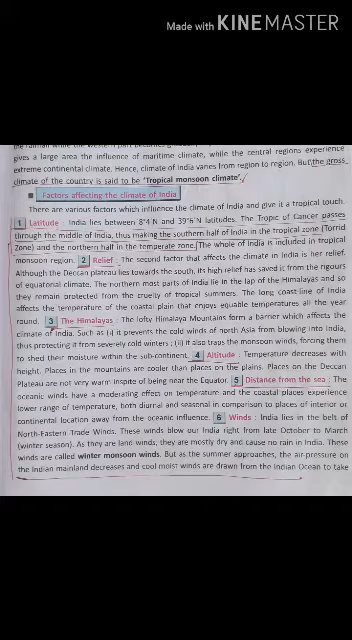 Made with KINEMASTER
gives a large area the influence of maritime climate, while the central regions experience
extreme continental climate. Hence, climate of India varies from region to region. But the gross
climate of the country is said to be 'Tropical monsoon climate'.
■ Factors affecting the climate of India
There are various factors which influence the climate of India and give it a tropical touch.
1 Latitude : India lies between 8°4'N and 39°6'N latitudes. The Tropic of Cancer passes
through the middle of India, thus making the southern half of India in the tropical zone (Torrid
Zone) and the northern half in the temperate zone. The whole of India is included in tropical
monsoon region. 2 Relief : The second factor that affects the climate in India is her relief.
Although the Deccan plateau lies towards the south, its high relief has saved it from the rigours
of equatorial climate. The northern most parts of India lie in the lap of the Himalayas and so
they remain protected from the cruelty of tropical summers. The long coast-line of India
affects the temperature of the coastal plain that enjoys equable temperatures all the year
round. 3 The Himalayas : The lofty Himalaya Mountains form a barrier which affects the
climate of India. Such as (i) it prevents the cold winds of north Asia from blowing into India,
thus protecting it from severely cold winters ; (ii) it also traps the monsoon winds, forcing them
to shed their moisture within the sub-continent. 4 Altitude : Temperature decreases with
height. Places in the mountains are cooler than places on the plains. Places on the Deccan
Plateau are not very warm inspite of being near the Equator. 5 Distance from the sea : The
oceanic winds have a moderating effect on temperature and the coastal places experience
lower range of temperature, both diurnal and seasonal in comparison to places of interior or
continental location away from the oceanic influence. 6 Winds : India lies in the belt of
North-Eastern Trade Winds. These winds blow our India right from late October to March
(winter season). As they are land winds, they are mostly dry and cause no rain in India. These
winds are called winter monsoon winds. But as the summer approaches, the air-pressure on
the Indian mainland decreases and cool moist winds are drawn from the Indian Ocean to take